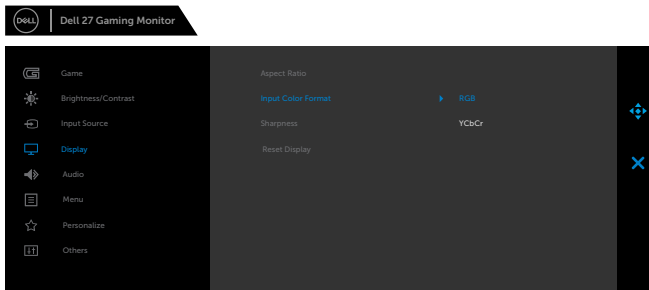 DELL
Dell 27 Gaming Monitor
Game
Aspect Ratio
Brightness/Contrast
Input Color Format
RGB
Input Source
Sharpness
YCbCr
Display
Reset Display
Audio
Menu
Personalize
Others